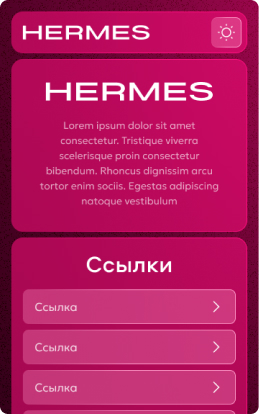 HERMES
HERMES
Lorem ipsum dolor sit amet
consectetur. Tristique viverra
scelerisque proin consectetur
bibendum. Rhoncus dignissim arcu
tortor enim sociis. Egestas adipiscing
natoque vestibulum
Ссылки
Ссылка
Ссылка
Ссылка